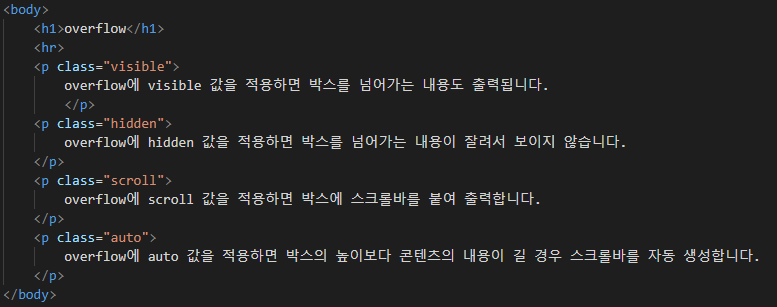 <body>
<h1>overflow</h1>
<hr>
<p class="visible">
overflow에 visible 값을 적용하면 박스를 넘어가는 내용도 출력됩니다.
</p>
<p class="hidden">
overflow에 hidden 값을 적용하면 박스를 넘어가는 내용이 잘려서 보이지 않습니다.
</p>
<p class="scroll">
overflow에 scroll 값을 적용하면 박스에 스크롤바를 붙여 출력합니다.
</p>
<p class="auto">
overflow에 auto 값을 적용하면 박스의 높이보다 콘텐츠의 내용이 길 경우 스크롤바를 자동 생성합니다.
</p>
</body>